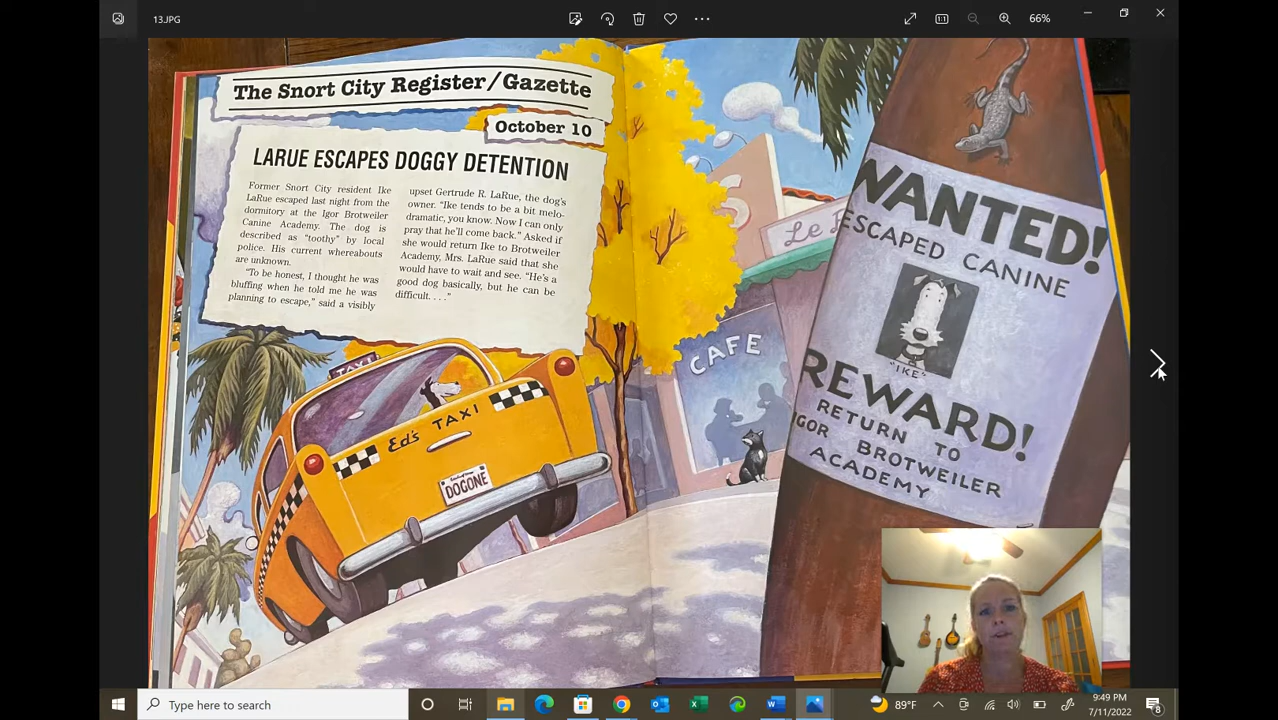 13.JPG
66%
The Snort City Register/Gazette
October 10
LARUE ESCAPES DOGGY DETENTION
Former Snort City resident Ike
LaRue escaped last night from the
dormitory at the Igor Brotweiler
Canine Academy. The dog is
described as "toothy" by local
police. His current whereabouts
are unknown.
"To be honest, I thought he was
bluffing when he told me he was
planning to escape," said a visibly
upset Gertrude R. LaRue, the dog's
owner. "Ike tends to be a bit melo-
dramatic, you know. Now I can only
pray that he'll come back." Asked if
she would return Ike to Brotweiler
Academy, Mrs. LaRue said that she
would have to wait and see. "He's a
good dog basically, but he can be
difficult. . . ."
TAXI
Ed's TAXI
DOGONE
S
Le
CAFE
WANTED!
ESCAPED CANINE
"IKE"
REWARD!
RETURN TO
IGOR BROTWEILER
ACADEMY
Type here to search
89°F
9:49 PM
7/11/2022
8